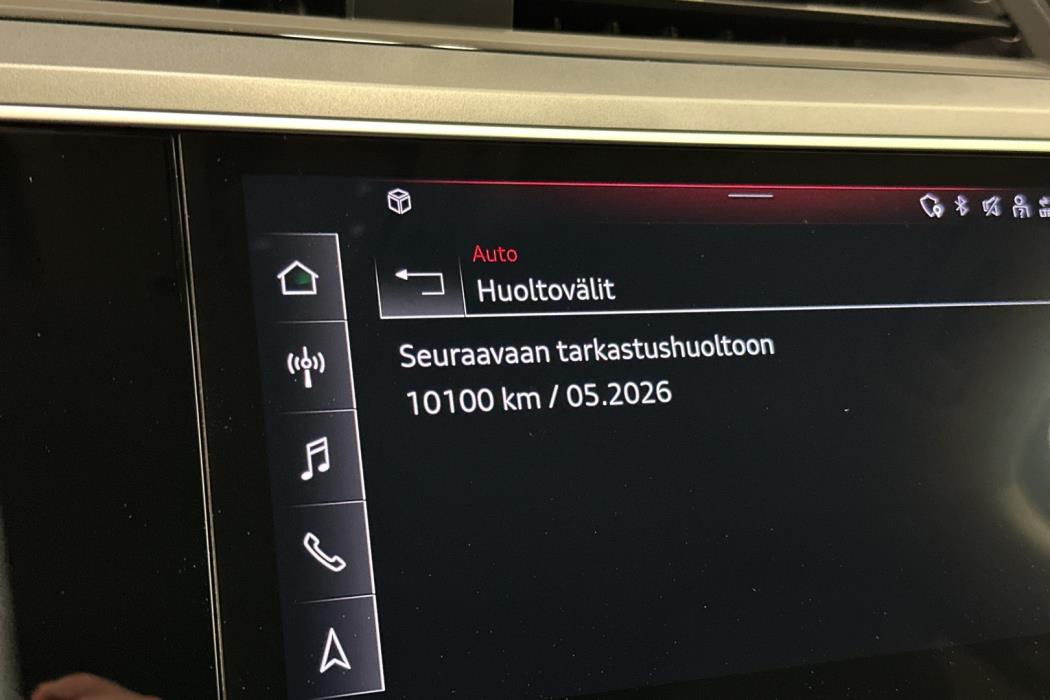 Auto
Huoltovälit
Seuraavaan tarkastushuoltoon
10100 km / 05.2026